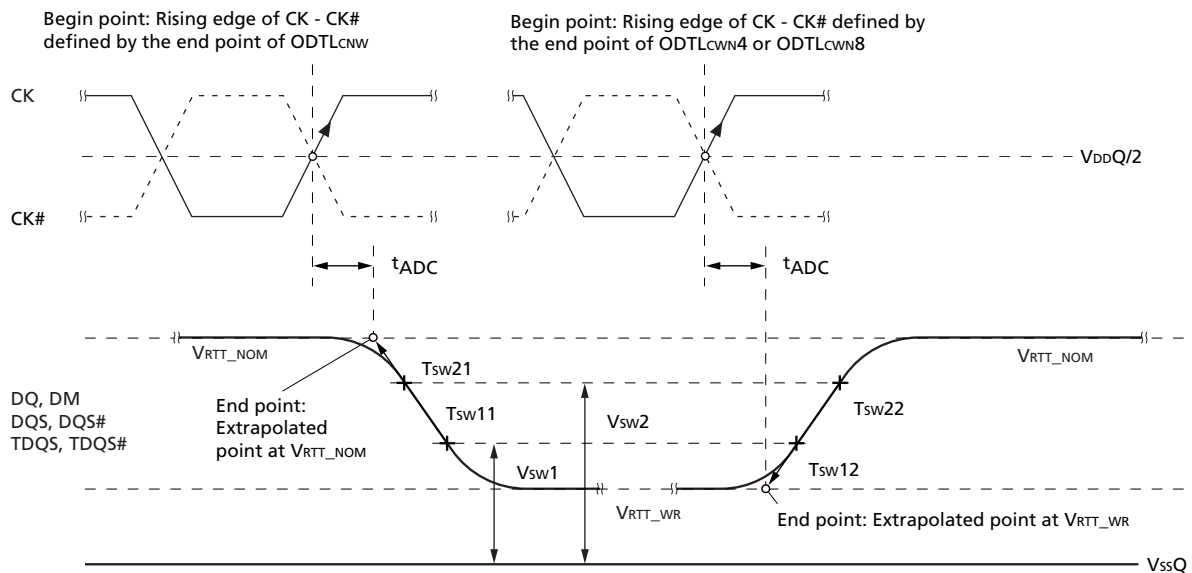 Begin point: Rising edge of CK - CK#
defined by the end point of ODTLCNW
Begin point: Rising edge of CK - CK# defined by
the end point of ODTLCWN4 or ODTLCWN8
CK
VDDQ/2
CK#
tADC
tADC
VRTT_NOM
VRTT_NOM
TSW21
DQ, DM
DQS, DQS#
TDQS, TDQS#
End point:
Extrapolated
point at VRTT_NOM
TSW11
VSW2
TSW22
VSW1
TSW12
VRTT_WR
End point: Extrapolated point at VRTT_WR
VSSQ